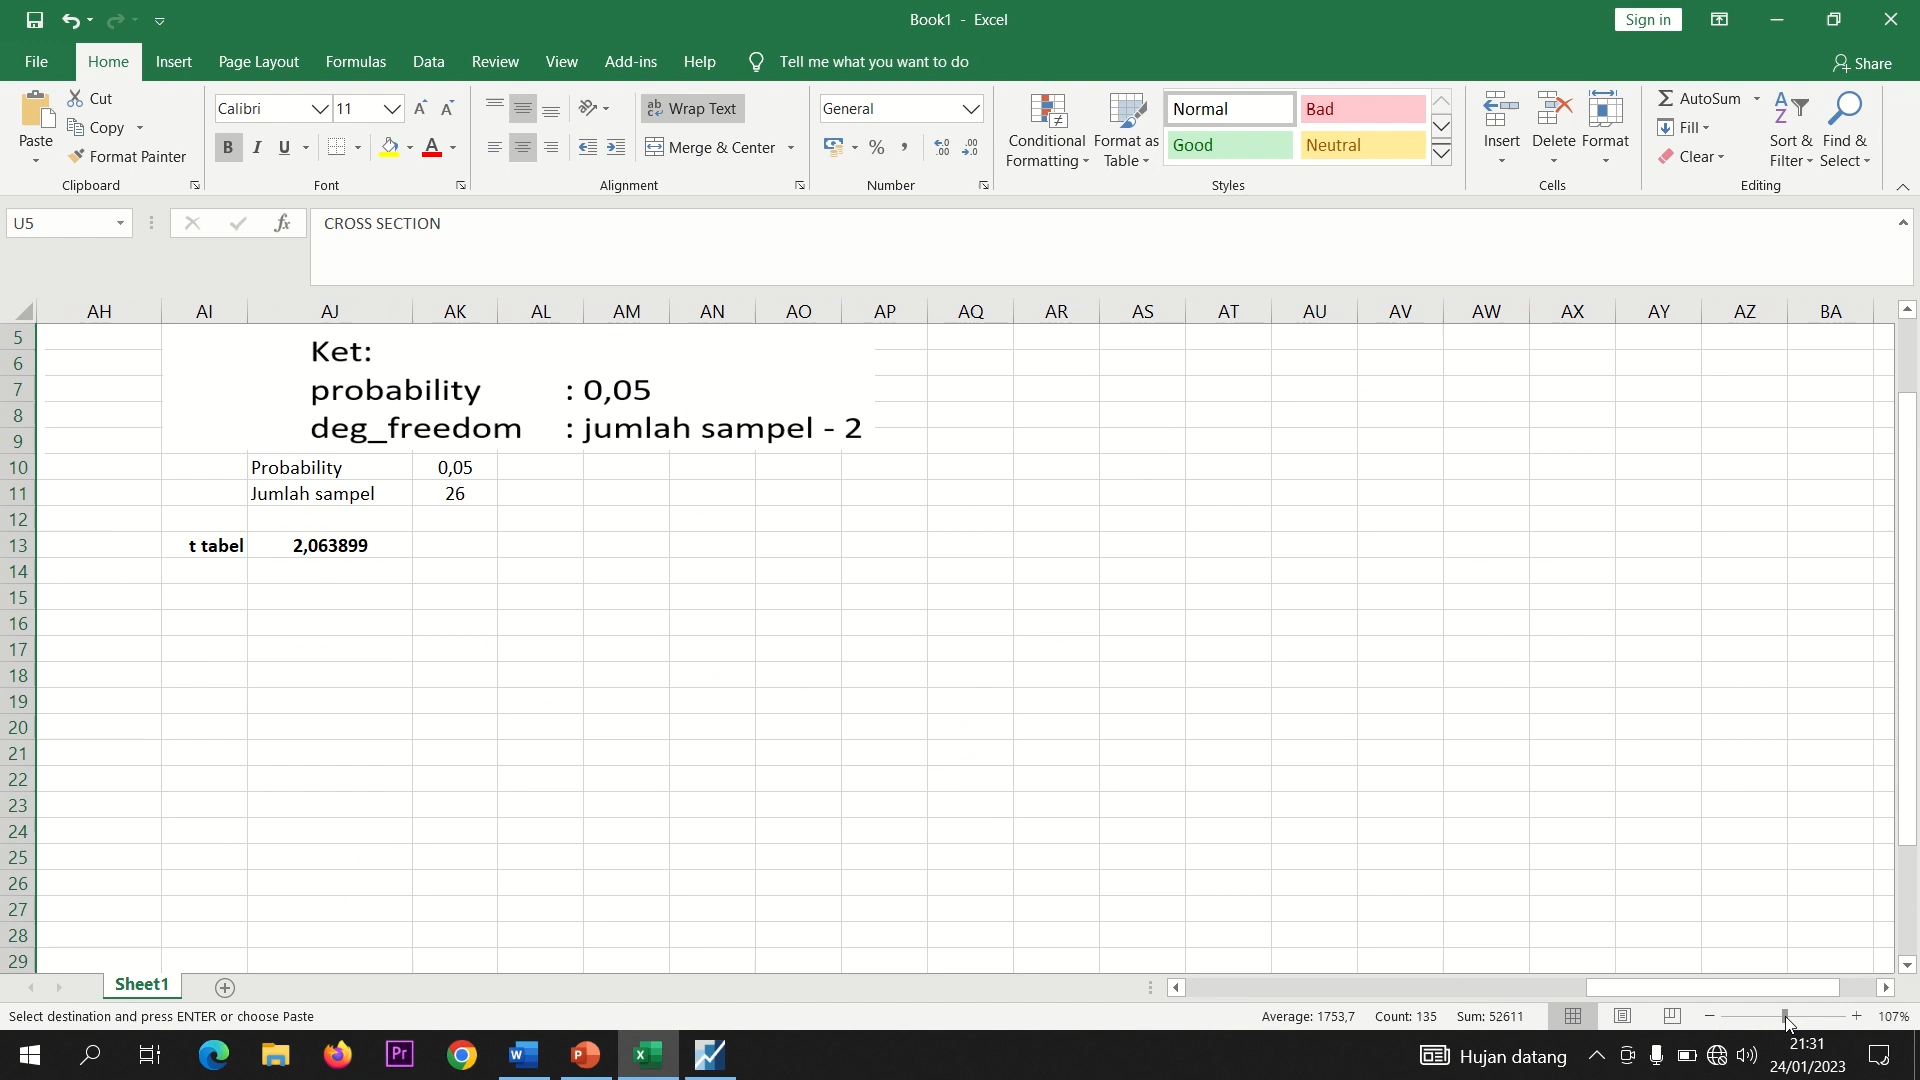 Book1 - Excel
Sign in
File Home Insert Page Layout Formulas Data Review View Add-ins Help Tell me what you want to do Share
Paste Cut Copy Format Painter
Clipboard
Calibri 11
B I U A
Font
Wrap Text
Merge & Center
Alignment
General
%
Number
Conditional Formatting
Format as Table
Normal Bad
Good Neutral
Styles
Insert Delete Format
Cells
AutoSum
Fill
Clear
Sort & Filter
Find & Select
Editing
U5 fx CROSS SECTION
AH AI AJ AK AL AM AN AO AP AQ AR AS AT AU AV AW AX AY AZ BA
5
6
7
8
9
10
11
12
13
14
15
16
17
18
19
20
21
22
23
24
25
26
27
28
29
Ket:
probability : 0,05
deg_freedom : jumlah sampel - 2
Probability 0,05
Jumlah sampel 26
t tabel 2,063899
Sheet1
Select destination and press ENTER or choose Paste
Average: 1753,7 Count: 135 Sum: 52611 107%
Hujan datang
21:31
24/01/2023